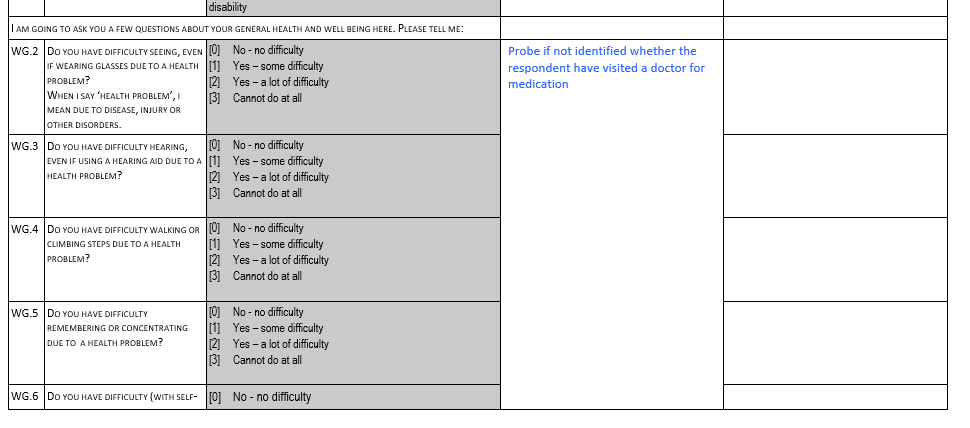 disability
I AM GOING TO ASK YOU A FEW QUESTIONS ABOUT YOUR GENERAL HEALTH AND WELL BEING HERE. PLEASE TELL ME:
WG.2
DO YOU HAVE DIFFICULTY SEEING, EVEN
IF WEARING GLASSES DUE TO A HEALTH
PROBLEM?
WHEN I SAY 'HEALTH PROBLEM', I
MEAN DUE TO DISEASE, INJURY OR
OTHER DISORDERS.
[0] No - no difficulty
[1] Yes – some difficulty
[2] Yes – a lot of difficulty
[3] Cannot do at all
Probe if not identified whether the
respondent have visited a doctor for
medication
WG.3
DO YOU HAVE DIFFICULTY HEARING,
EVEN IF USING A HEARING AID DUE TO A
HEALTH PROBLEM?
[0] No - no difficulty
[1] Yes – some difficulty
[2] Yes – a lot of difficulty
[3] Cannot do at all
WG.4
DO YOU HAVE DIFFICULTY WALKING OR
CLIMBING STEPS DUE TO A HEALTH
PROBLEM?
[0] No - no difficulty
[1] Yes – some difficulty
[2] Yes – a lot of difficulty
[3] Cannot do at all
WG.5
DO YOU HAVE DIFFICULTY
REMEMBERING OR CONCENTRATING
DUE TO A HEALTH PROBLEM?
[0] No - no difficulty
[1] Yes – some difficulty
[2] Yes – a lot of difficulty
[3] Cannot do at all
WG.6
DO YOU HAVE DIFFICULTY (WITH SELF-
[0] No - no difficulty